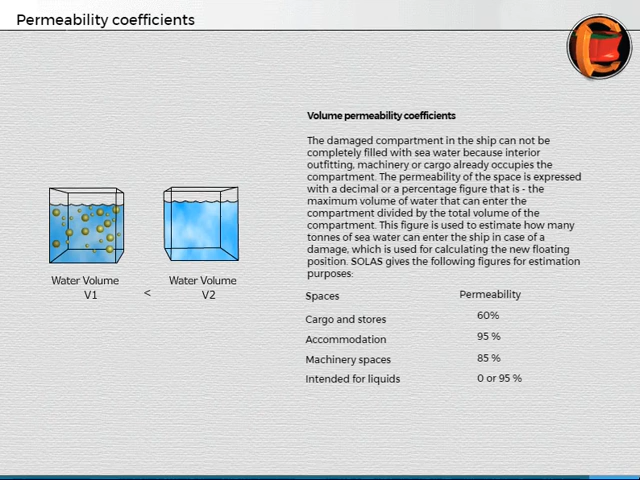 Permeability coefficients
Volume permeability coefficients
The damaged compartment in the ship can not be
completely filled with sea water because interior
outfitting, machinery or cargo already occupies the
compartment. The permeability of the space is expressed
with a decimal or a percentage figure that is - the
maximum volume of water that can enter the
compartment divided by the total volume of the
compartment. This figure is used to estimate how many
tonnes of sea water can enter the ship in case of a
damage, which is used for calculating the new floating
position. SOLAS gives the following figures for estimation
purposes:
Spaces Permeability
Cargo and stores 60%
Accommodation 95 %
Machinery spaces 85 %
Intended for liquids 0 or 95 %
Water Volume Water Volume
V1 < V2